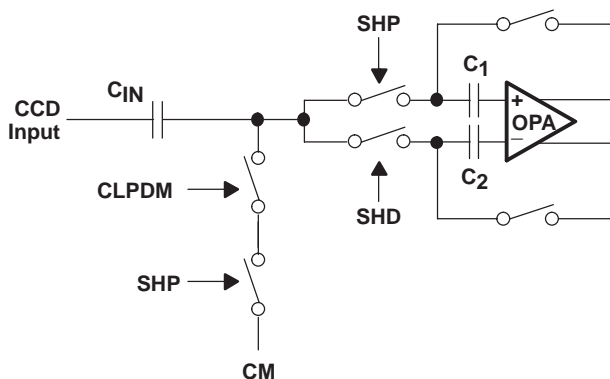 SHP
C1
CIN
CCD
Input
+
OPA
−
C2
CLPDM
SHD
SHP
CM